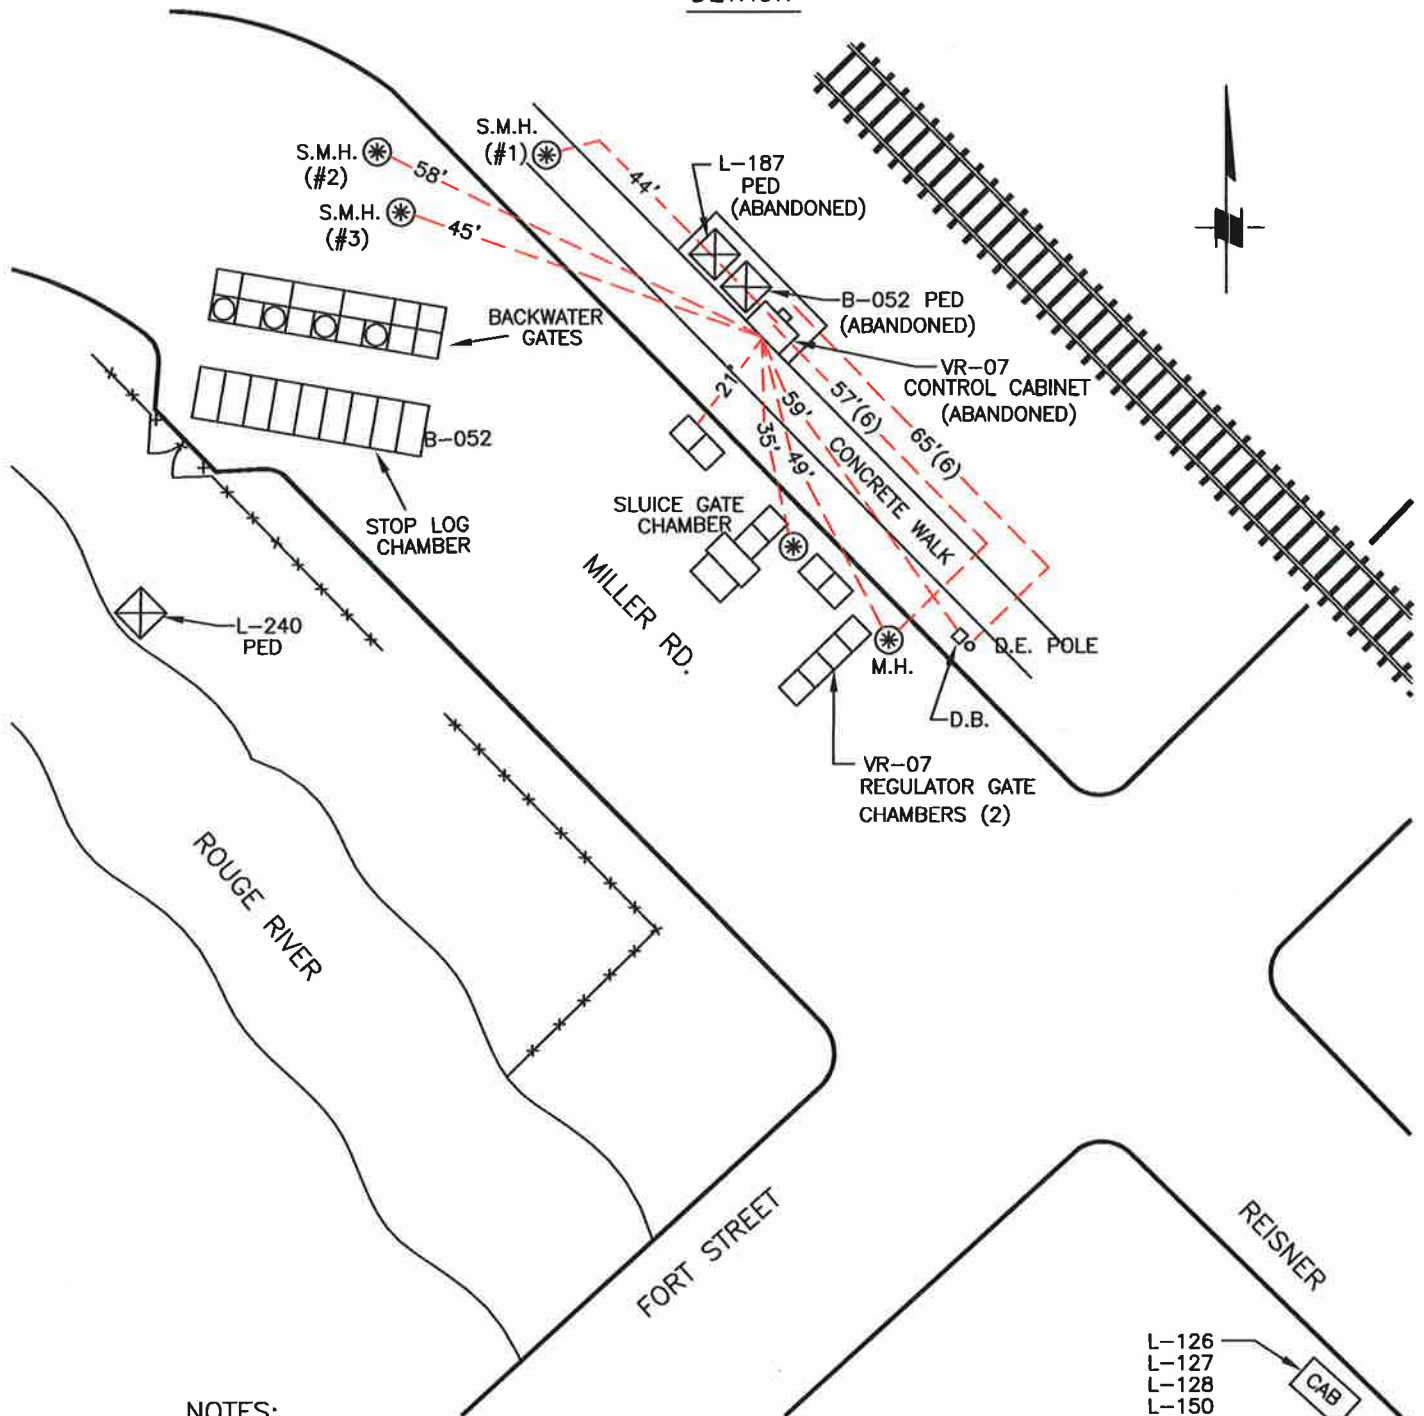 S.M.H.
(#1)
S.M.H.
(#2)
58'
S.M.H.
(#3)
45'
44'
L-187
PED
(ABANDONED)
B-052 PED
(ABANDONED)
VR-07
CONTROL CABINET
(ABANDONED)
BACKWATER
GATES
B-052
STOP LOG
CHAMBER
21'
59'
57'(6)
65'(6)
35'
49'
CONCRETE WALK
SLUICE GATE
CHAMBER
MILLER RD.
L-240
PED
M.H.
D.E. POLE
D.B.
VR-07
REGULATOR GATE
CHAMBERS (2)
ROUGE RIVER
FORT STREET
REISNER
L-126
L-127
L-128
L-150
CAB
NOTES: